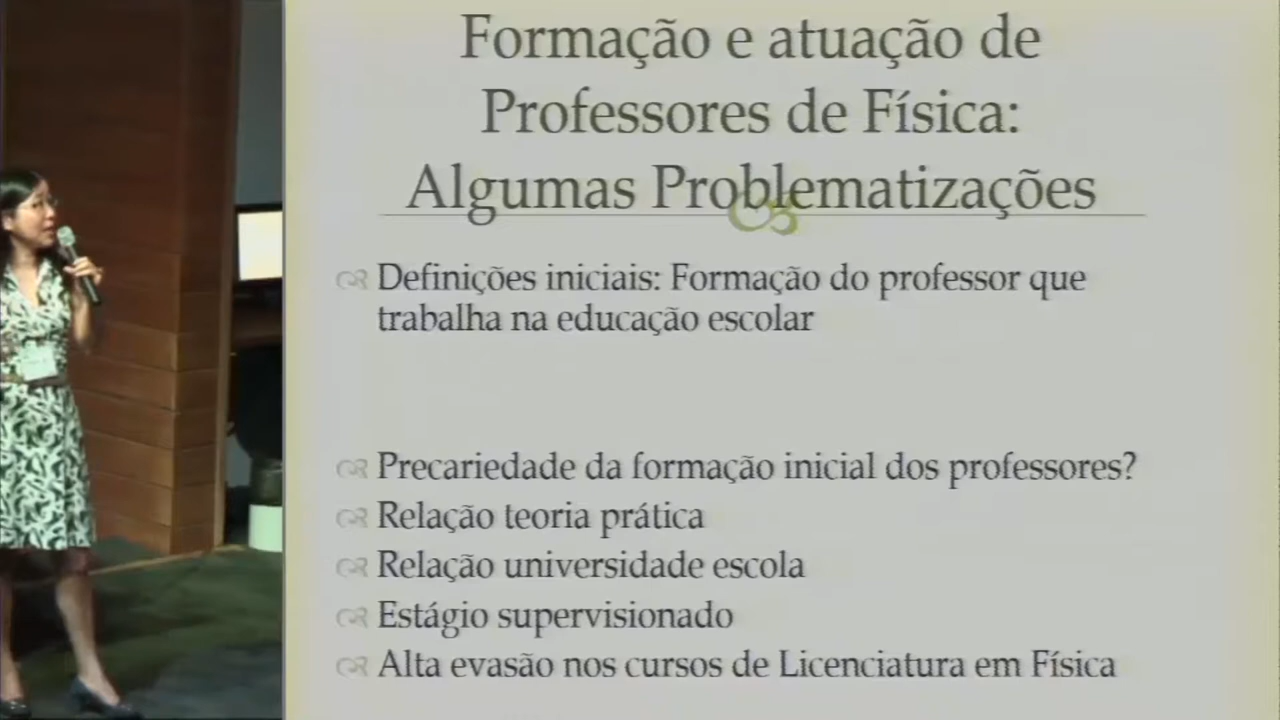 Formação e atuação de
Professores de Física:
Algumas Problematizações
Definições iniciais: Formação do professor que
trabalha na educação escolar
Precariedade da formação inicial dos professores?
Relação teoria prática
Relação universidade escola
Estágio supervisionado
Alta evasão nos cursos de Licenciatura em Física